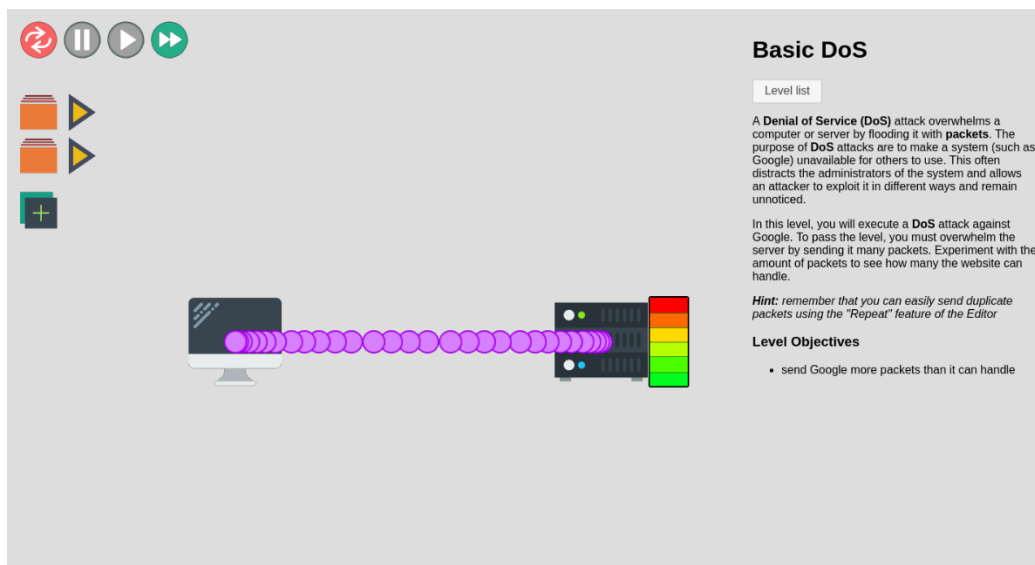 Basic DoS
Level list
A Denial of Service (DoS) attack overwhelms a
computer or server by flooding it with packets. The
purpose of DoS attacks are to make a system (such as
Google) unavailable for others to use. This often
distracts the administrators of the system and allows
an attacker to exploit it in different ways and remain
unnoticed.
In this level, you will execute a DoS attack against
Google. To pass the level, you must overwhelm the
server by sending it many packets. Experiment with the
amount of packets to see how many the website can
handle.
Hint: remember that you can easily send duplicate
packets using the "Repeat" feature of the Editor
Level Objectives
• send Google more packets than it can handle